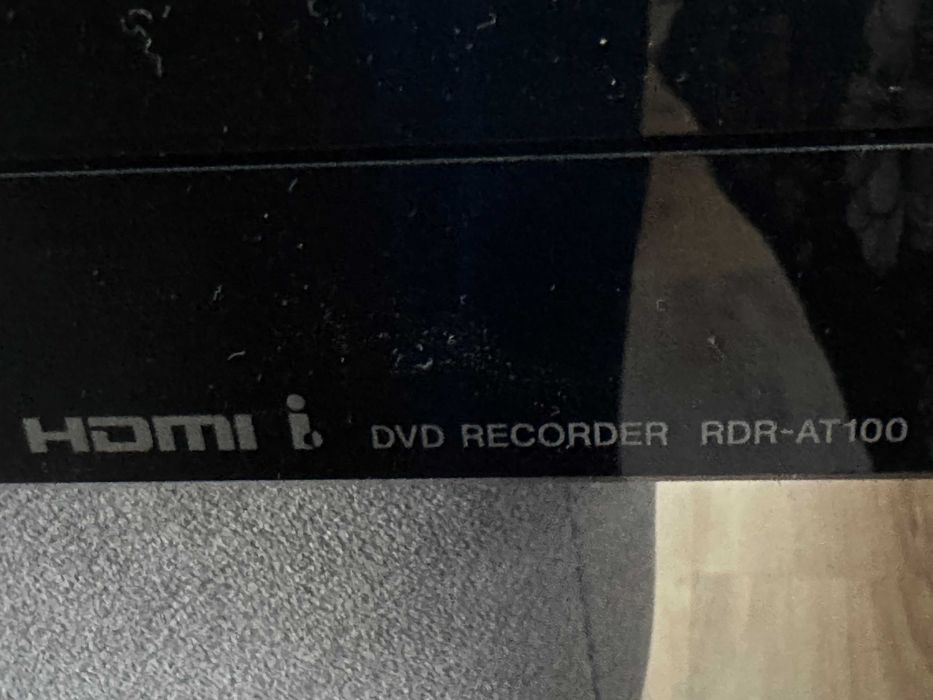 HDMI i DVD RECORDER RDR-AT100